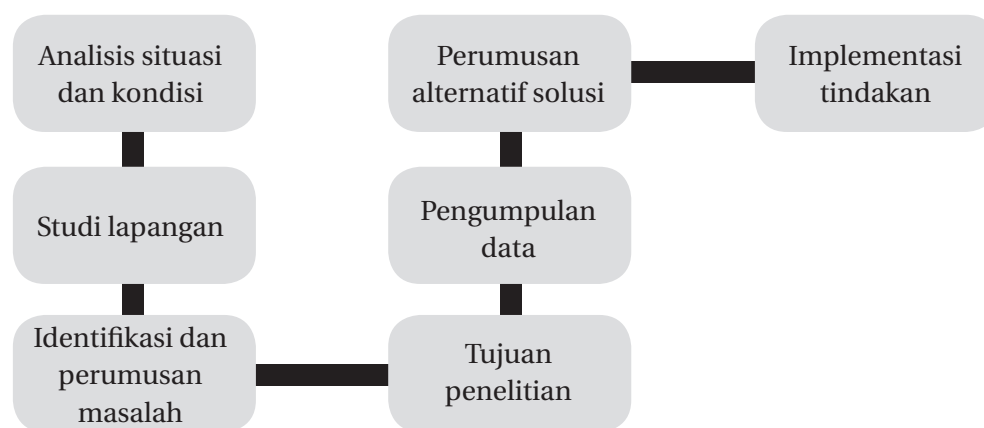 Analisis situasi
dan kondisi
Studi lapangan
Identifikasi dan
perumusan
masalah
Tujuan
penelitian
Pengumpulan
data
Perumusan
alternatif solusi
Implementasi
tindakan